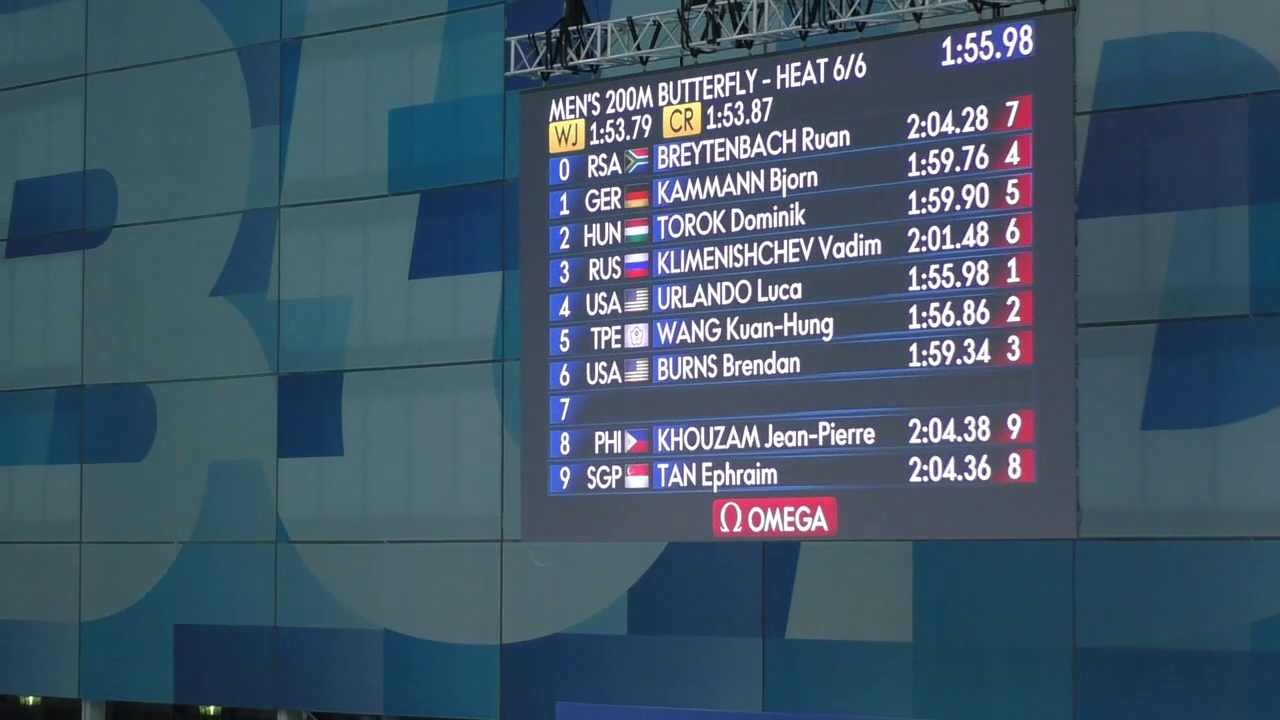 1:55.98
MEN'S 200M BUTTERFLY - HEAT 6/6
WJ 1:53.79 CR 1:53.87
0 RSA BREYTENBACH Ruan 2:04.28 7
1 GER KAMMANN Bjorn 1:59.76 4
2 HUN TOROK Dominik 1:59.90 5
3 RUS KLIMENISHCHEV Vadim 2:01.48 6
4 USA URLANDO Luca 1:55.98 1
5 TPE WANG Kuan-Hung 1:56.86 2
6 USA BURNS Brendan 1:59.34 3
7
8 PHI KHOUZAM Jean-Pierre 2:04.38 9
9 SGP TAN Ephraim 2:04.36 8
Ω OMEGA